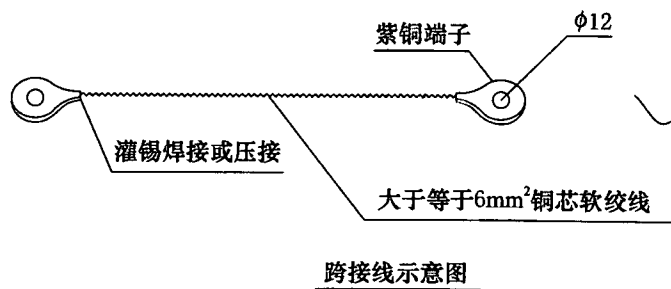 ϕ12
紫铜端子
灌锡焊接或压接
大于等于6mm²铜芯软绞线
跨接线示意图